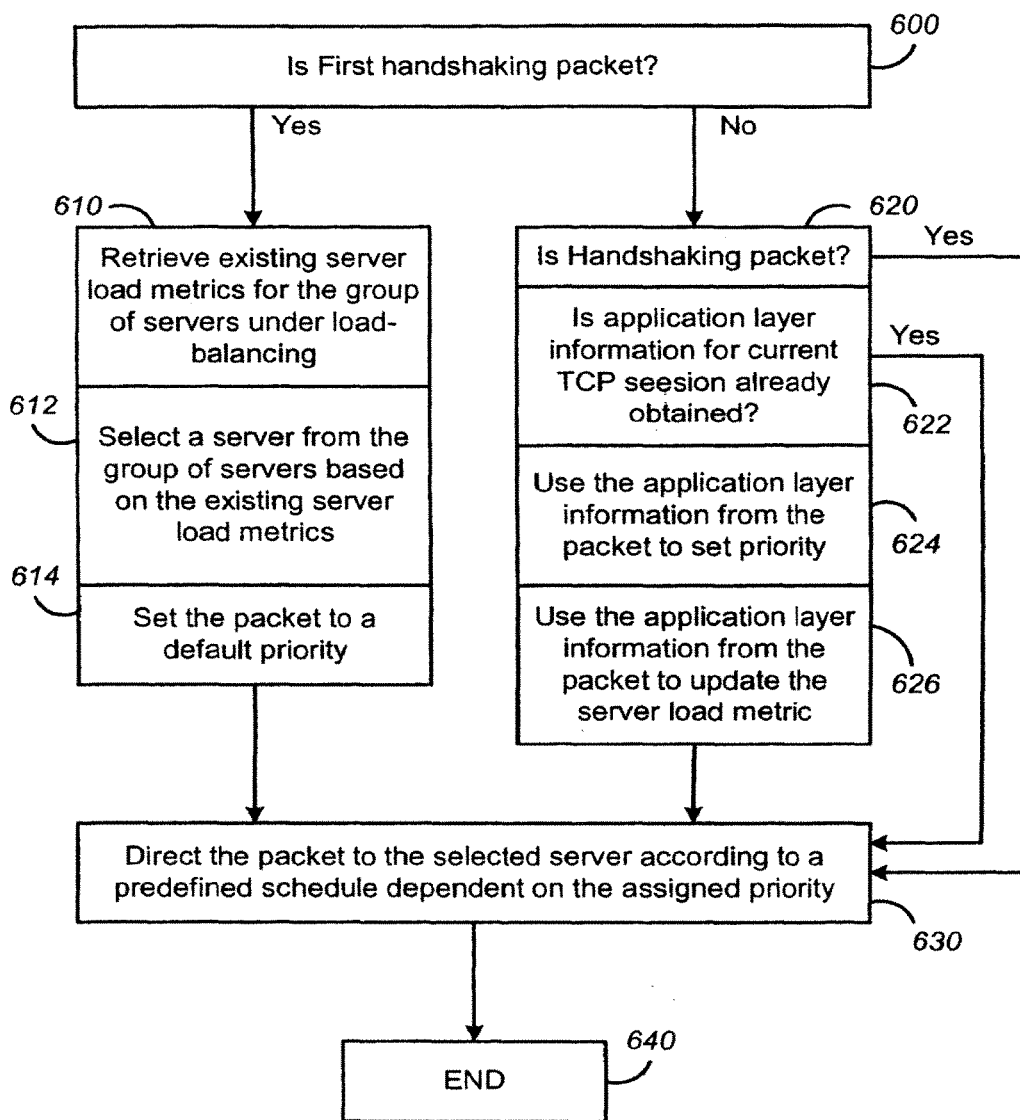 600
Is First handshaking packet?
Yes
No
610
Retrieve existing server
load metrics for the group
of servers under load-
balancing
612
Select a server from the
group of servers based
on the existing server
load metrics
614
Set the packet to a
default priority
620
Is Handshaking packet?
Yes
Is application layer
information for current
TCP seesion already
obtained?
Yes
622
Use the application layer
information from the
packet to set priority
624
Use the application layer
information from the
packet to update the
server load metric
626
Direct the packet to the selected server according to a
predefined schedule dependent on the assigned priority
630
640
END